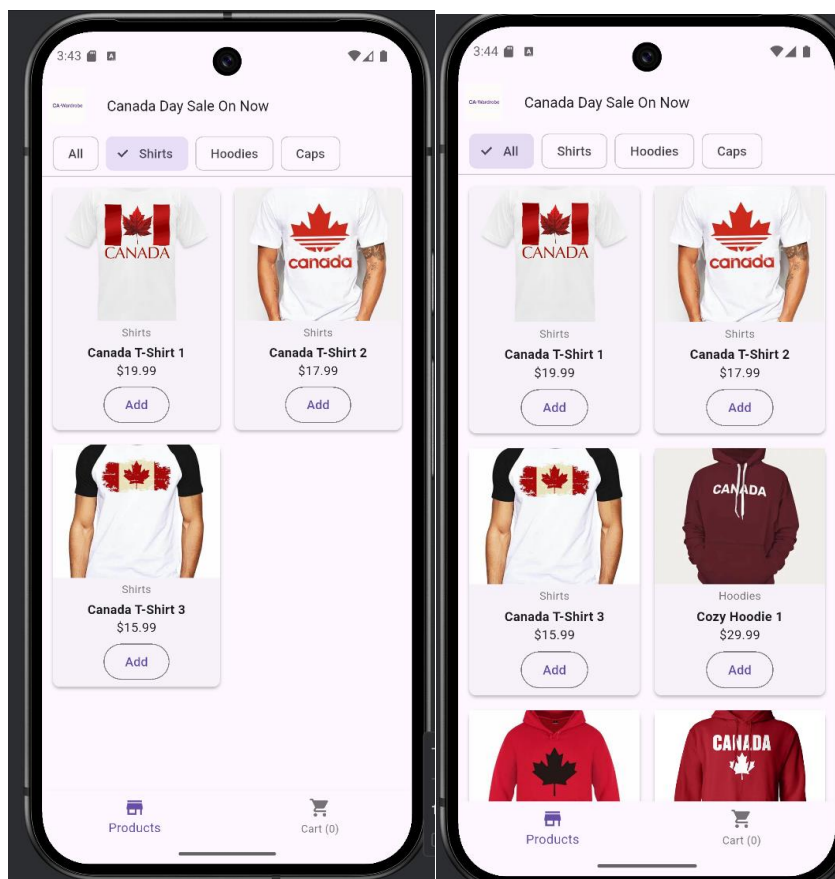 3:43
CA-Wardrobe
Canada Day Sale On Now
All
Shirts
Hoodies
Caps
CANADA
canada
Shirts
Shirts
Canada T-Shirt 1
Canada T-Shirt 2
$19.99
$17.99
Add
Add
Shirts
Canada T-Shirt 3
$15.99
Add
Products
Cart (0)
3:44
CA-Wardrobe
Canada Day Sale On Now
All
Shirts
Hoodies
Caps
CANADA
canada
Shirts
Shirts
Canada T-Shirt 1
Canada T-Shirt 2
$19.99
$17.99
Add
Add
CANADA
Shirts
Hoodies
Canada T-Shirt 3
Cozy Hoodie 1
$15.99
$29.99
Add
Add
CANADA
Products
Cart (0)